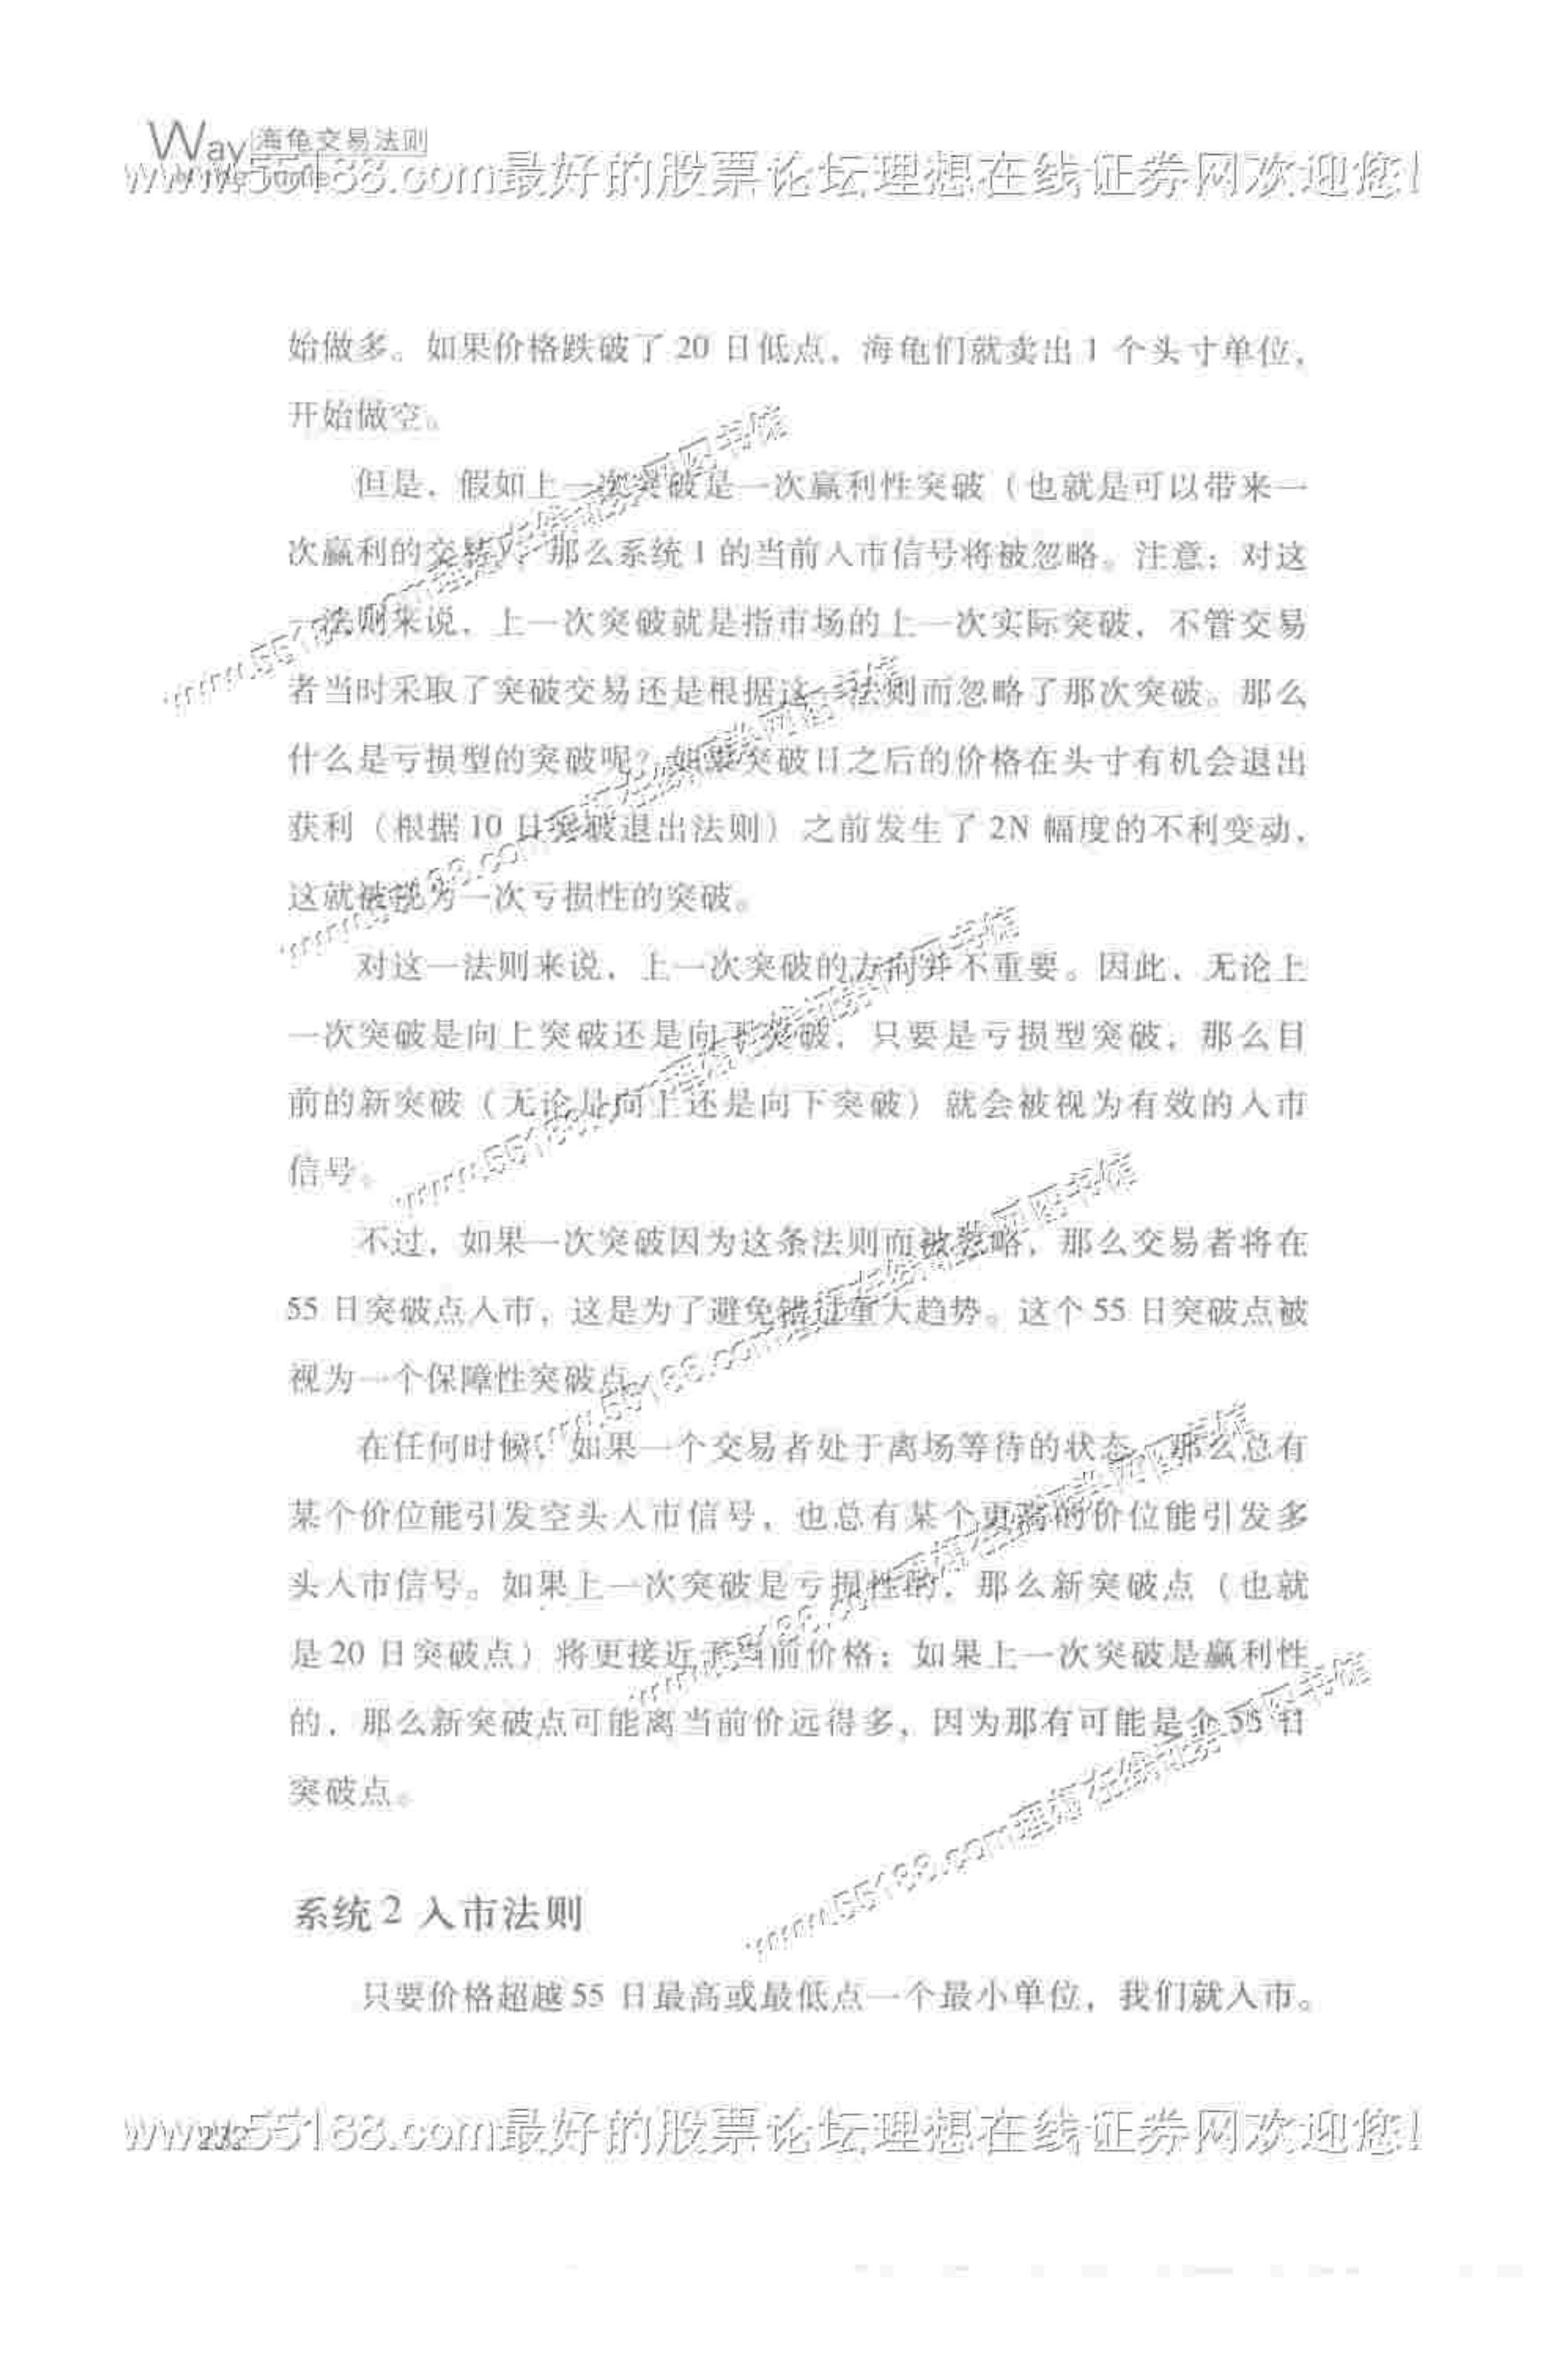 Way 海龟交易法则
www.55188.com最好的股票论坛理想在线证券网欢迎您!
始做多。如果价格跌破了 20 日低点，海龟们就卖出 1 个头寸单位，
开始做空。
但是，假如上一次突破是一次赢利性突破（也就是可以带来一
次赢利的交易），那么系统 1 的当前入市信号将被忽略。注意：对这
一法则来说，上一次突破就是指市场的上一次实际突破，不管交易
者当时采取了突破交易还是根据这一法则而忽略了那次突破。那么
什么是亏损型的突破呢？如果突破日之后的价格在头寸有机会退出
获利（根据 10 日突破退出法则）之前发生了 2N 幅度的不利变动，
这就被视为一次亏损性的突破。
对这一法则来说，上一次突破的方向并不重要。因此，无论上
一次突破是向上突破还是向下突破，只要是亏损型突破，那么目
前的新突破（无论是向上还是向下突破）就会被视为有效的入市
信号。
不过，如果一次突破因为这条法则而被忽略，那么交易者将在
55 日突破点入市，这是为了避免错过重大趋势。这个 55 日突破点被
视为一个保障性突破点。
在任何时候，如果一个交易者处于离场等待的状态，那么总有
某个价位能引发空头入市信号，也总有某个更高的价位能引发多
头入市信号。如果上一次突破是亏损性的，那么新突破点（也就
是 20 日突破点）将更接近于当前价格；如果上一次突破是赢利性
的，那么新突破点可能离当前价远得多，因为那有可能是个 55 日
突破点。
系统 2 入市法则
只要价格超越 55 日最高或最低点一个最小单位，我们就入市。
232
www.55188.com最好的股票论坛理想在线证券网欢迎您!